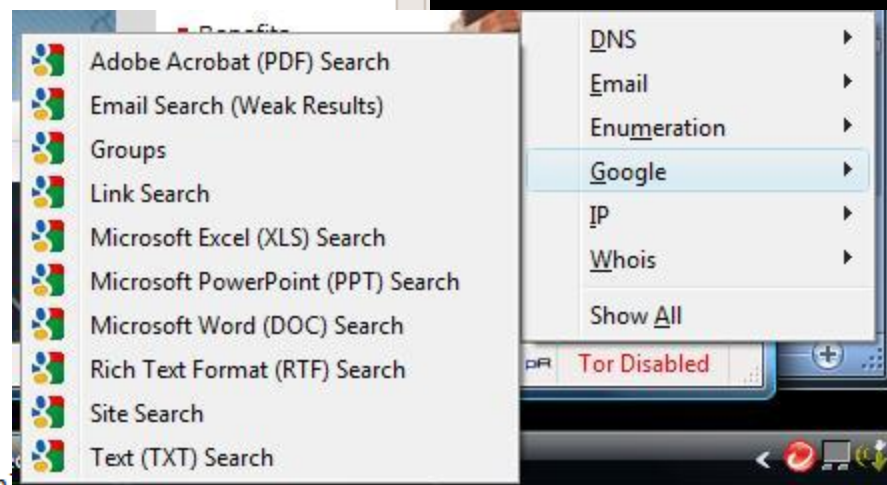 Benefits
Adobe Acrobat (PDF) Search
Email Search (Weak Results)
Groups
Link Search
Microsoft Excel (XLS) Search
Microsoft PowerPoint (PPT) Search
Microsoft Word (DOC) Search
Rich Text Format (RTF) Search
Site Search
Text (TXT) Search
DNS
Email
Enumeration
Google
IP
Whois
Show All
pR
Tor Disabled